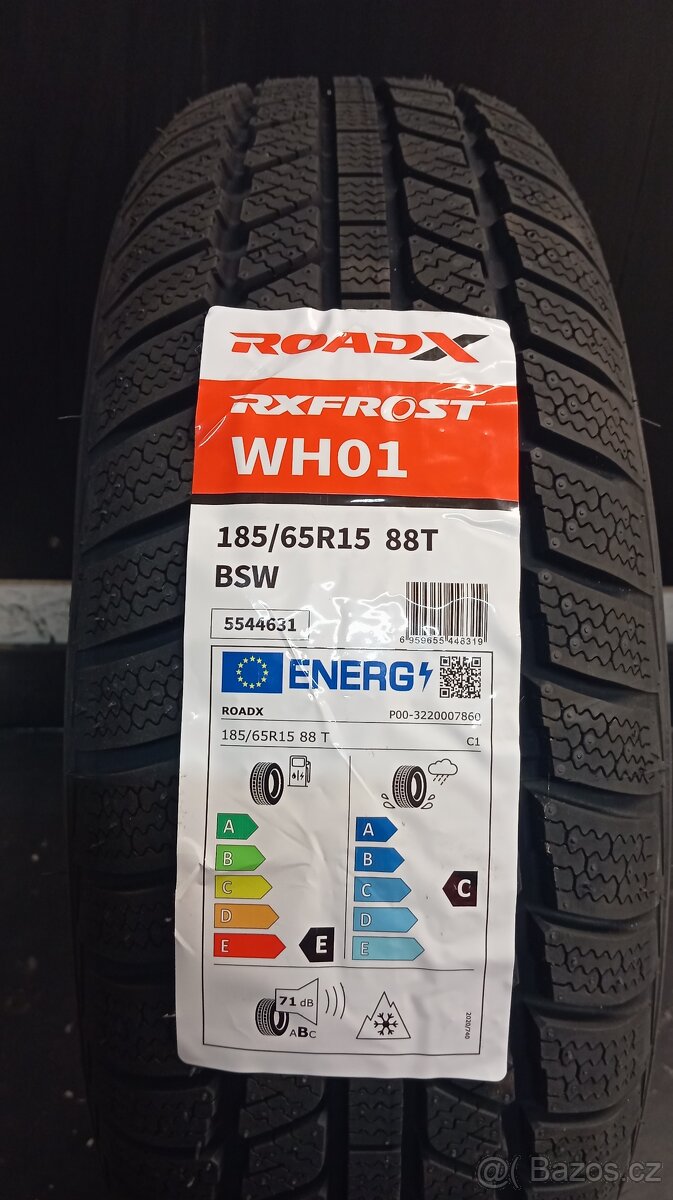 ROADX
RXFROST
WH01
185/65R15 88T
BSW
5544631
6 959655 446319
ENERG
ROADX P00-3220007860
185/65R15 88 T C1
A A
B B
C C C
D D
E E E
71 dB
ABC
2020/740
@ Bazos.cz